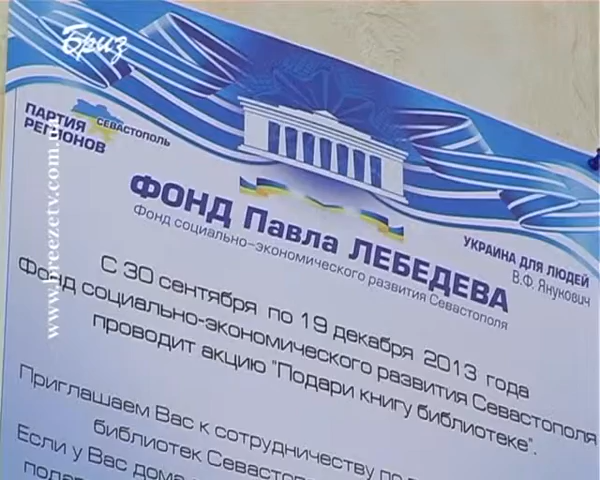 Бриз
www.breezetv.com.ua
ПАРТИЯ
РЕГИОНОВ
СЕВАСТОПОЛЬ
ФОНД Павла ЛЕБЕДЕВА
Фонд социально-экономического развития Севастополя
УКРАИНА ДЛЯ ЛЮДЕЙ
В.Ф. Янукович
С 30 сентября по 19 декабря 2013 года
Фонд социально-экономического развития Севастополя
проводит акцию "Подари книгу библиотеке".
Приглашаем Вас к сотрудничеству по
библиотек
Если у Вас дома